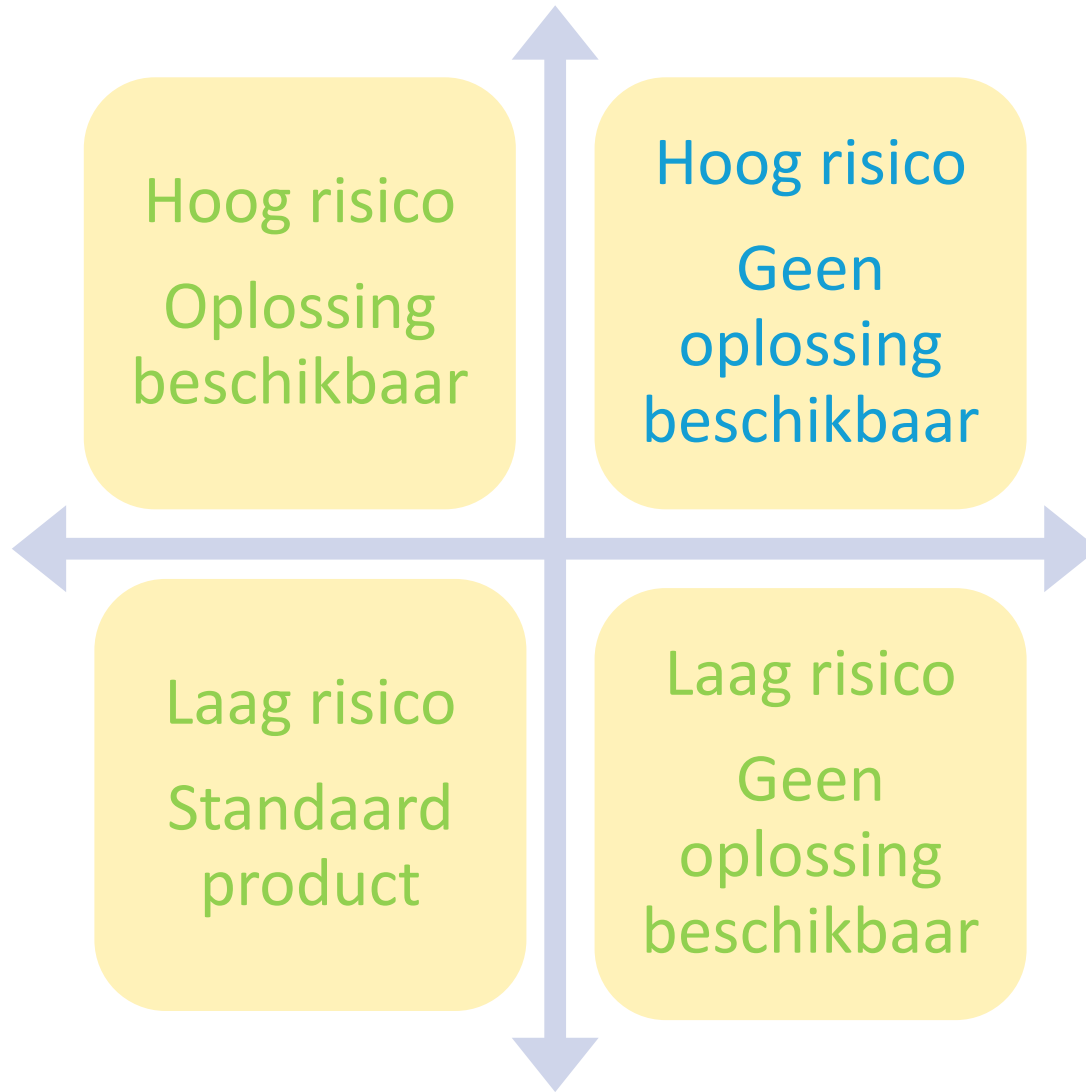 Hoog risico
Oplossing
beschikbaar
Hoog risico
Geen
oplossing
beschikbaar
Laag risico
Standaard
product
Laag risico
Geen
oplossing
beschikbaar